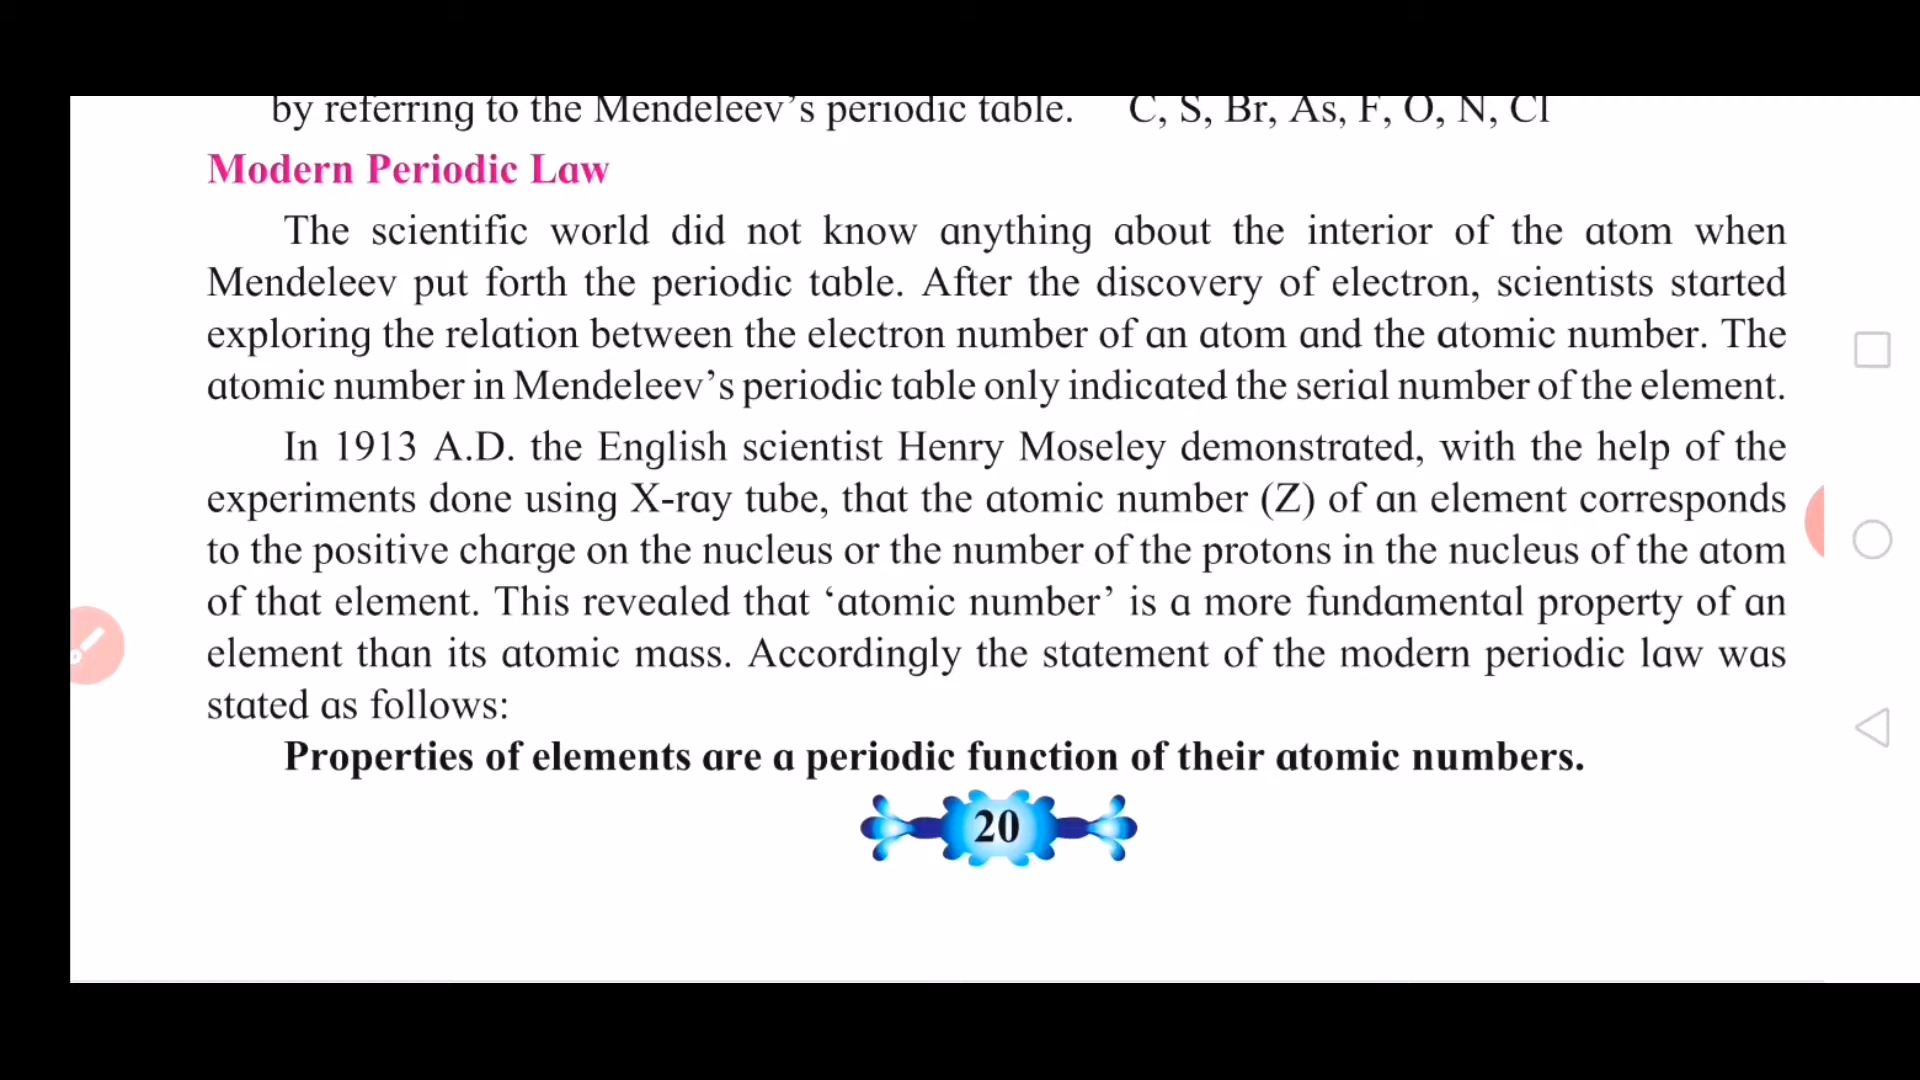 by referring to the Mendeleev’s periodic table. C, S, Br, As, F, O, N, Cl
Modern Periodic Law
The scientific world did not know anything about the interior of the atom when
Mendeleev put forth the periodic table. After the discovery of electron, scientists started
exploring the relation between the electron number of an atom and the atomic number. The
atomic number in Mendeleev’s periodic table only indicated the serial number of the element.
In 1913 A.D. the English scientist Henry Moseley demonstrated, with the help of the
experiments done using X-ray tube, that the atomic number (Z) of an element corresponds
to the positive charge on the nucleus or the number of the protons in the nucleus of the atom
of that element. This revealed that ‘atomic number’ is a more fundamental property of an
element than its atomic mass. Accordingly the statement of the modern periodic law was
stated as follows:
Properties of elements are a periodic function of their atomic numbers.
20